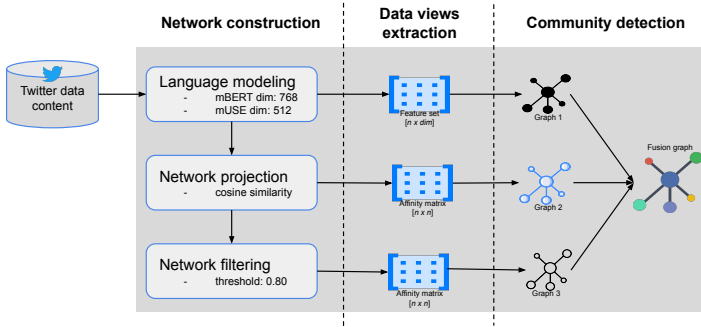 Network construction
Data views
extraction
Community detection
Twitter data
content
Language modeling
- mBERT dim: 768
- mUSE dim: 512
Feature set
[n x dim]
Graph 1
Fusion graph
Network projection
- cosine similarity
Affinity matrix
[n x n]
Graph 2
Network filtering
- threshold: 0.80
Affinity matrix
[n x n]
Graph 3